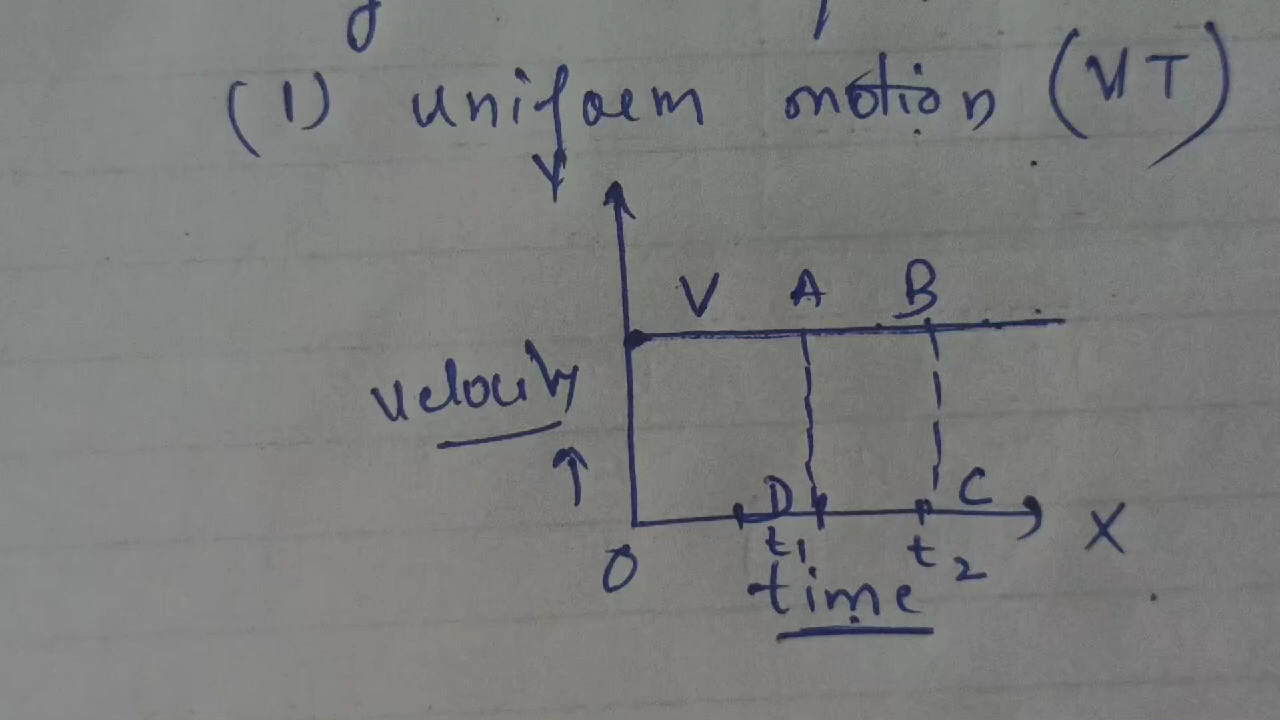 (1) uniform motion (VT)
Y
V A B
velocity
D C
X
O t1 t2
time